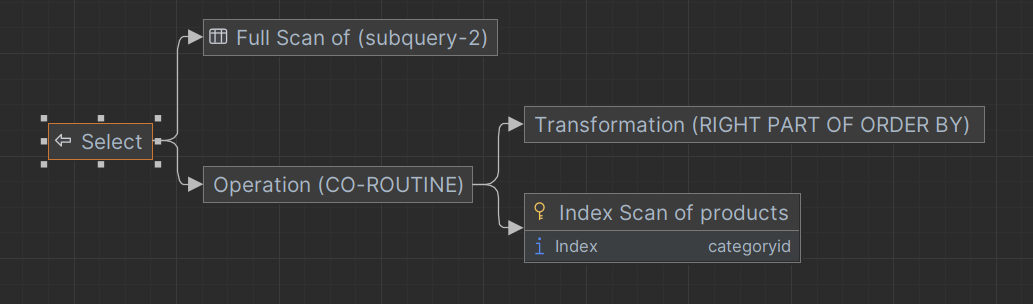 Full Scan of (subquery-2)
Select
Transformation (RIGHT PART OF ORDER BY)
Operation (CO-ROUTINE)
Index Scan of products
Index categoryid